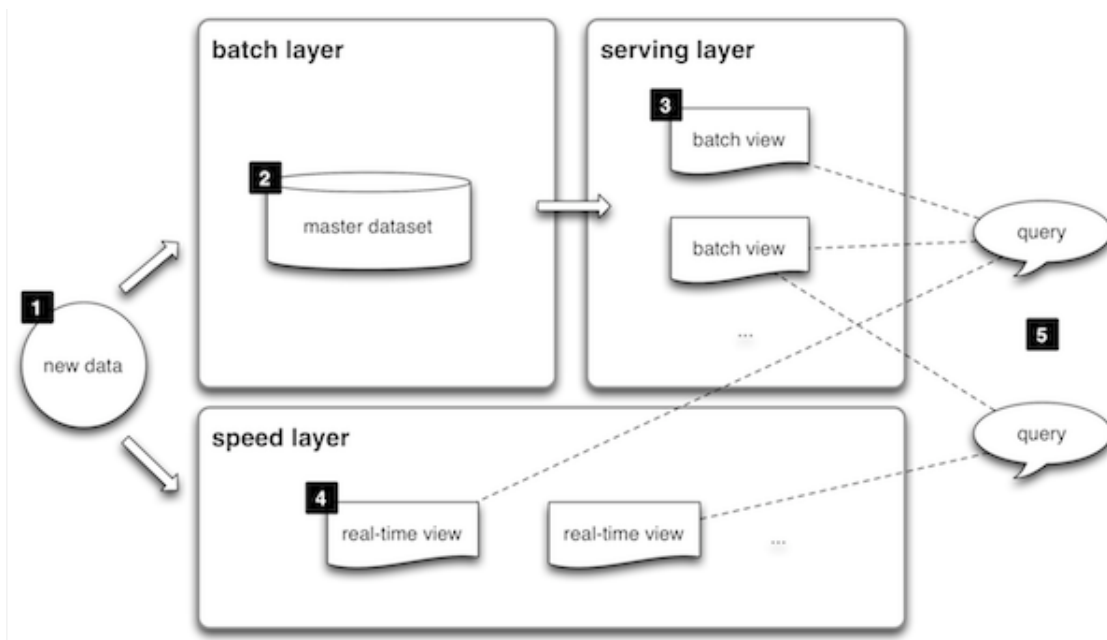 batch layer
serving layer
3
batch view
2
master dataset
batch view
query
1
new data
...
5
speed layer
query
4
real-time view
real-time view
...